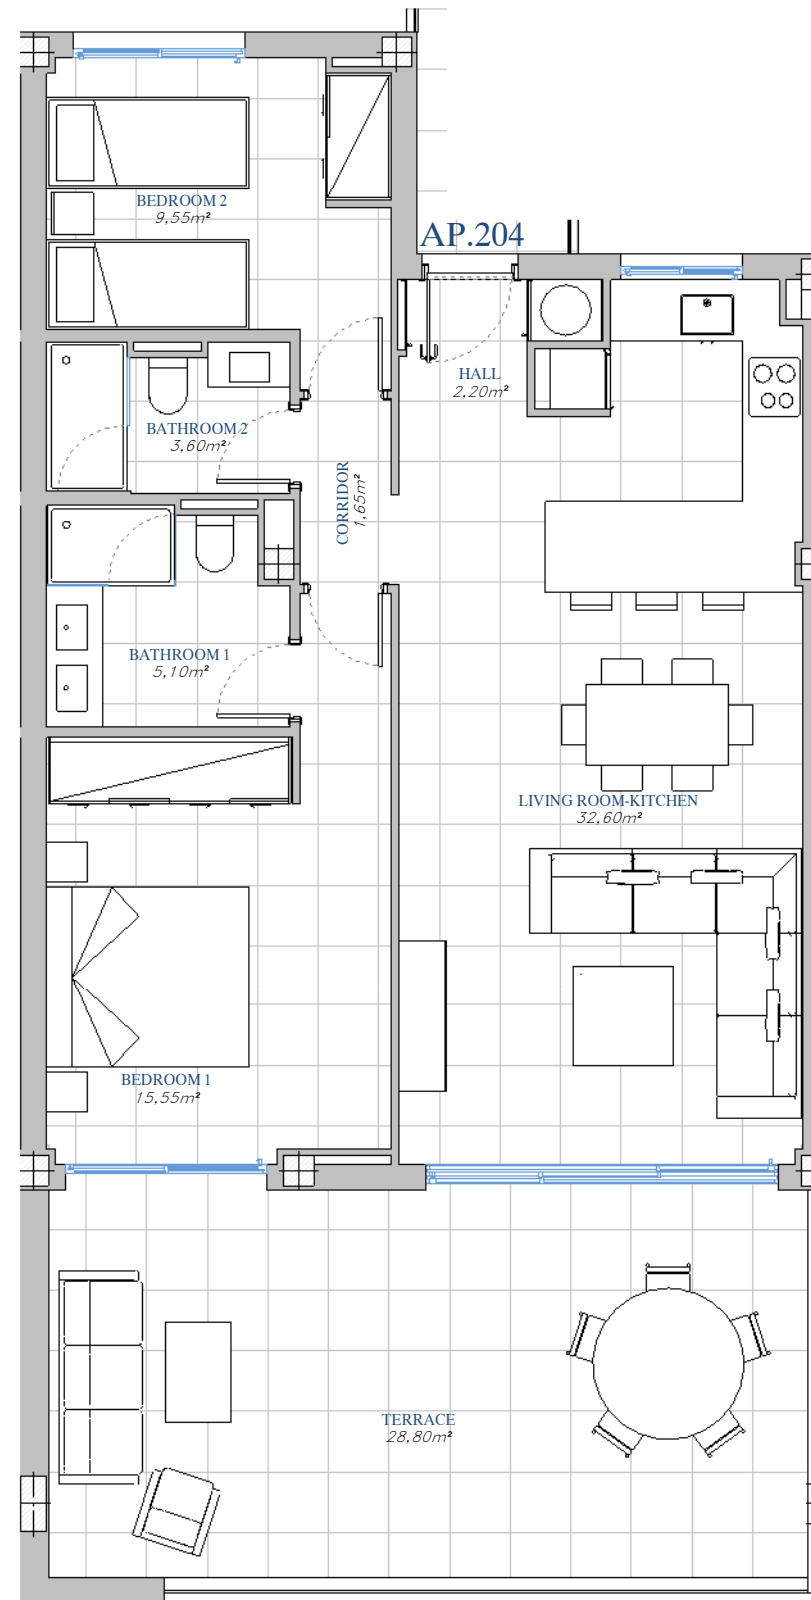 AP.204
BEDROOM 2
9,55m²
HALL
2,20m²
BATHROOM 2
3,60m²
CORRIDOR
1,65m²
BATHROOM 1
5,10m²
LIVING ROOM-KITCHEN
32,60m²
BEDROOM 1
15,55m²
TERRACE
28,80m²